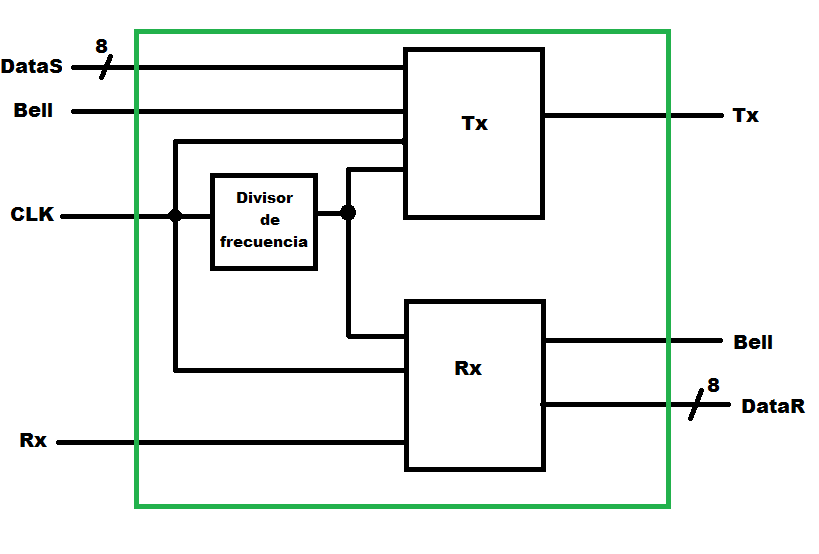 8
DataS
Bell
Tx
Tx
Divisor
de
frecuencia
CLK
Rx
Bell
8
DataR
Rx